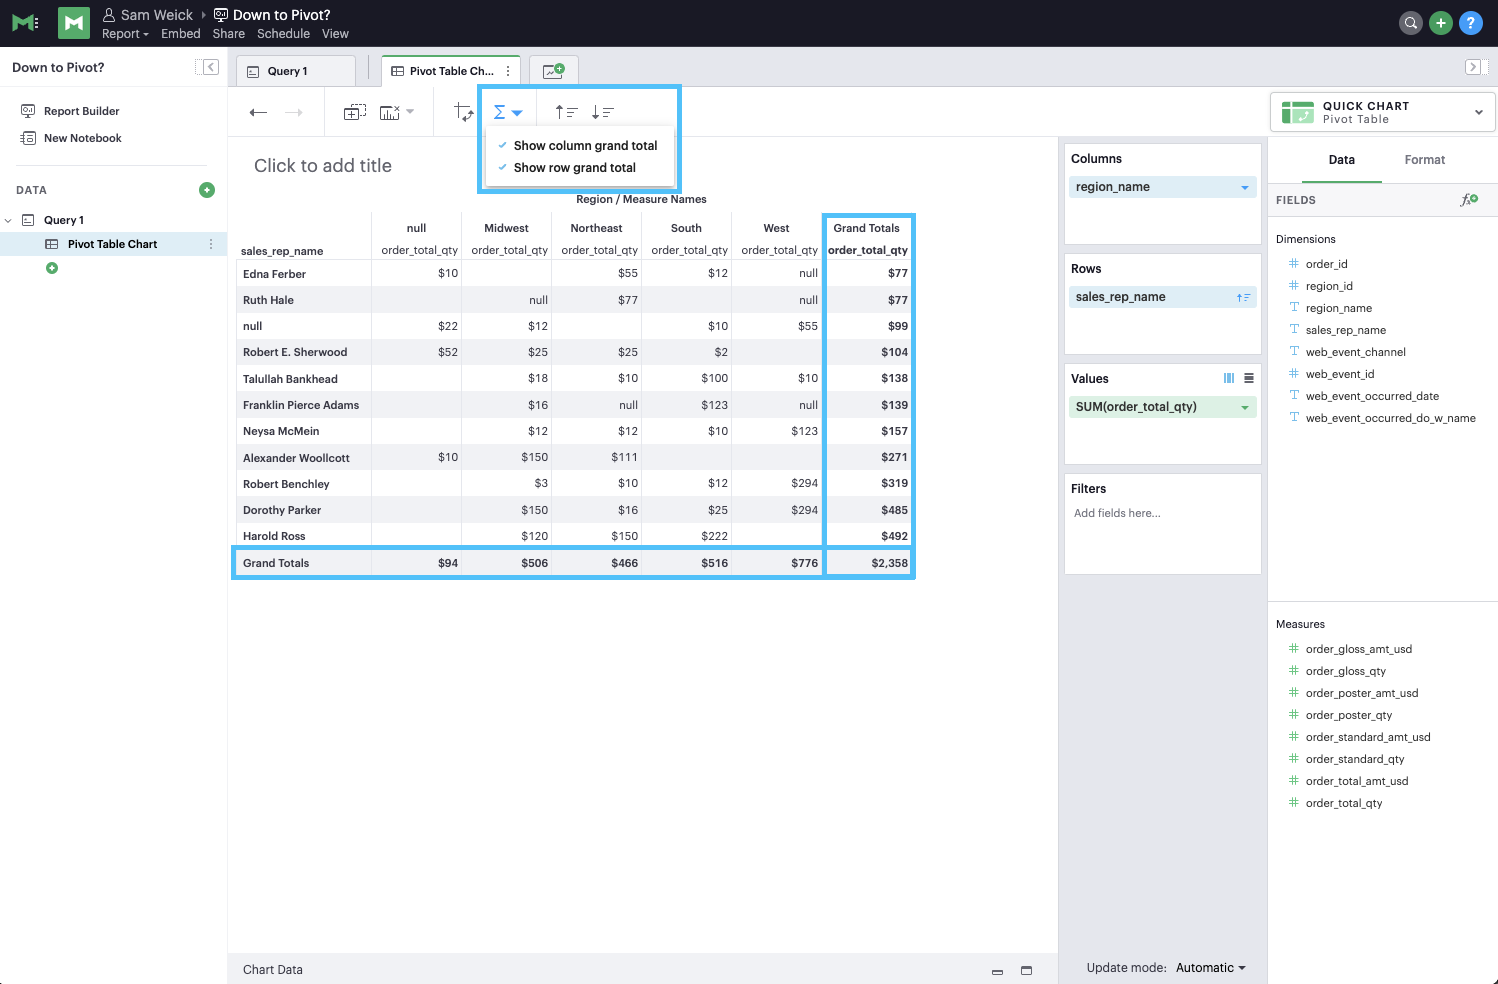 Sam Weick › Down to Pivot?
Report Embed Share Schedule View
Down to Pivot?
Report Builder
New Notebook
DATA
Query 1
Pivot Table Chart
Query 1
Pivot Table Ch...
Σ
Show column grand total
Show row grand total
Click to add title
Region / Measure Names
null Midwest Northeast South West Grand Totals
sales_rep_name order_total_qty order_total_qty order_total_qty order_total_qty order_total_qty order_total_qty
Edna Ferber $10 $55 $12 null $77
Ruth Hale null $77 null $77
null $22 $12 $10 $55 $99
Robert E. Sherwood $52 $25 $25 $2 $104
Talullah Bankhead $18 $10 $100 $10 $138
Franklin Pierce Adams $16 null $123 null $139
Neysa McMein $12 $12 $10 $123 $157
Alexander Woollcott $10 $150 $111 $271
Robert Benchley $3 $10 $12 $294 $319
Dorothy Parker $150 $16 $25 $294 $485
Harold Ross $120 $150 $222 $492
Grand Totals $94 $506 $466 $516 $776 $2,358
Chart Data
Columns
region_name
Rows
sales_rep_name
Values
SUM(order_total_qty)
Filters
Add fields here...
Update mode: Automatic
QUICK CHART
Pivot Table
Data Format
FIELDS
Dimensions
order_id
region_id
region_name
sales_rep_name
web_event_channel
web_event_id
web_event_occurred_date
web_event_occurred_do_w_name
Measures
order_gloss_amt_usd
order_gloss_qty
order_poster_amt_usd
order_poster_qty
order_standard_amt_usd
order_standard_qty
order_total_amt_usd
order_total_qty